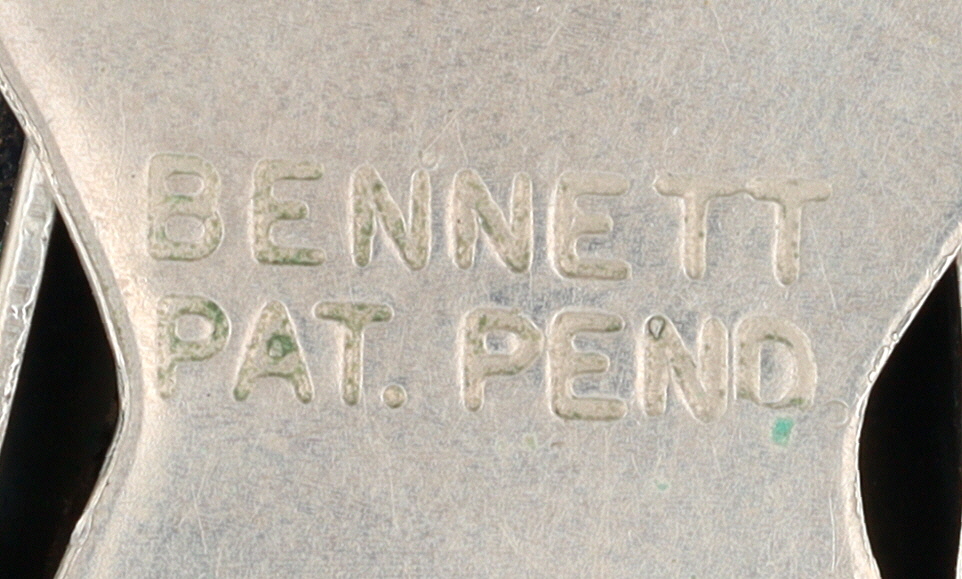 BENNETT
PAT. PEND